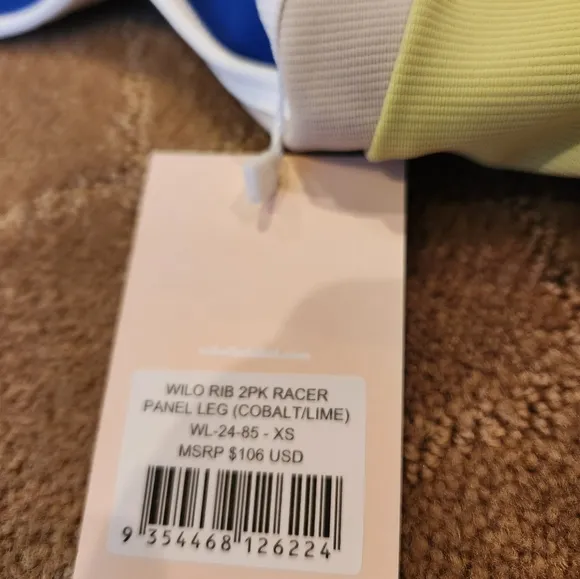 WILO RIB 2PK RACER
PANEL LEG (COBALT/LIME)
WL-24-85 - XS
MSRP $106 USD
9 354468 126224